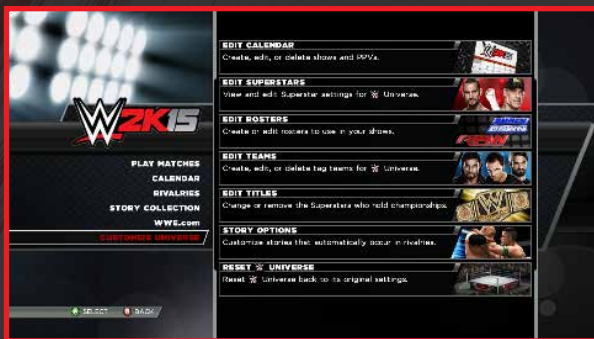 W 2K15
PLAY MATCHES
CALENDAR
RIVALRIES
STORY COLLECTION
WWE.com
CUSTOMIZE UNIVERSE
SELECT BACK
EDIT CALENDAR
Create, edit, or delete shows and PPVs.
EDIT SUPERSTARS
View and edit Superstar settings for W Universe.
EDIT ROSTERS
Create or edit rosters to use in your shows.
EDIT TEAMS
Create, edit, or delete tag teams for W Universe.
EDIT TITLES
Change or remove the Superstars who hold championships.
STORY OPTIONS
Customize stories that automatically occur in rivalries.
RESET W UNIVERSE
Reset W Universe back to its original settings.
RAW